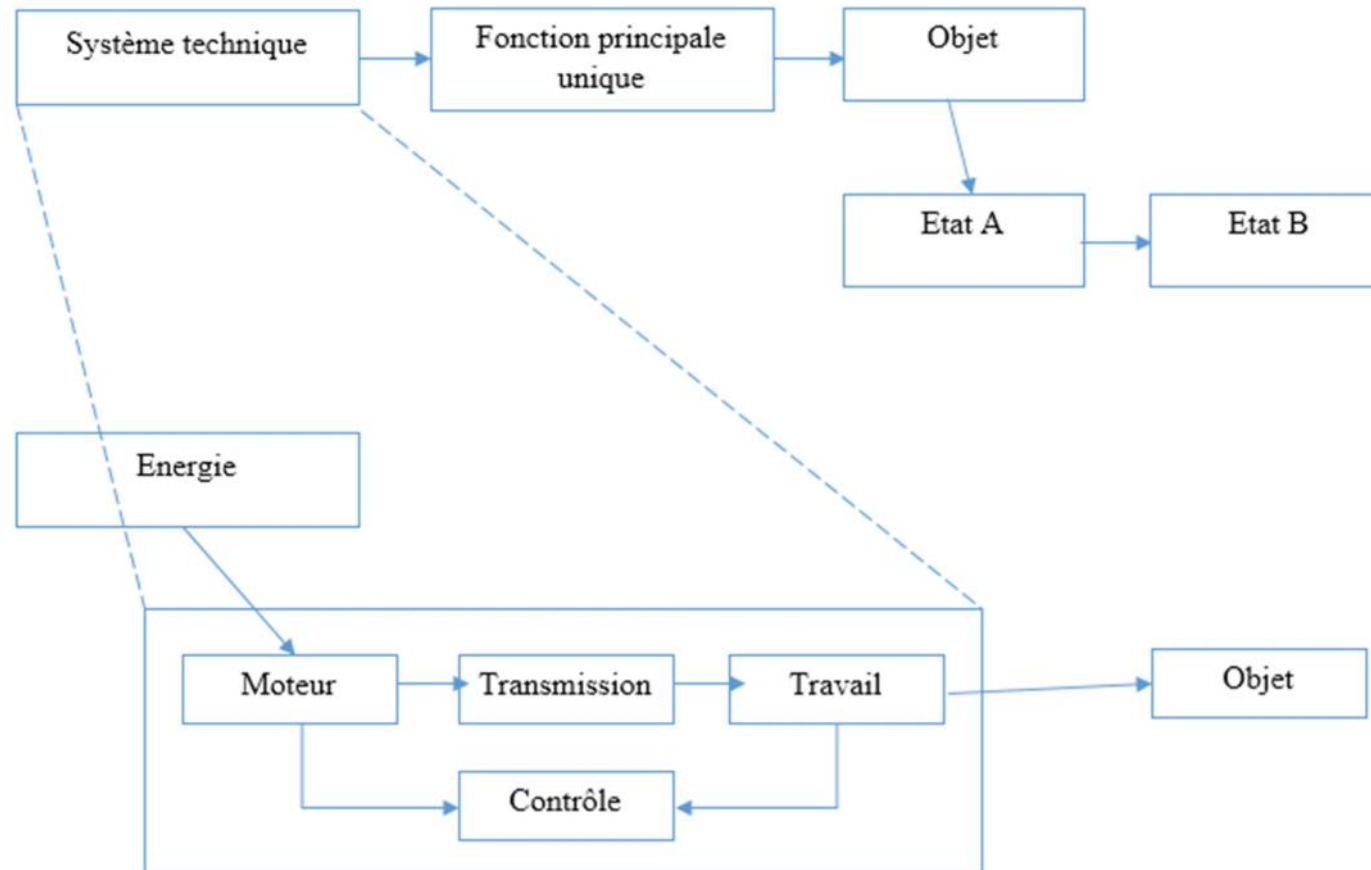 Système technique
Fonction principale
unique
Objet
Etat A
Etat B
Energie
Moteur
Transmission
Travail
Objet
Contrôle